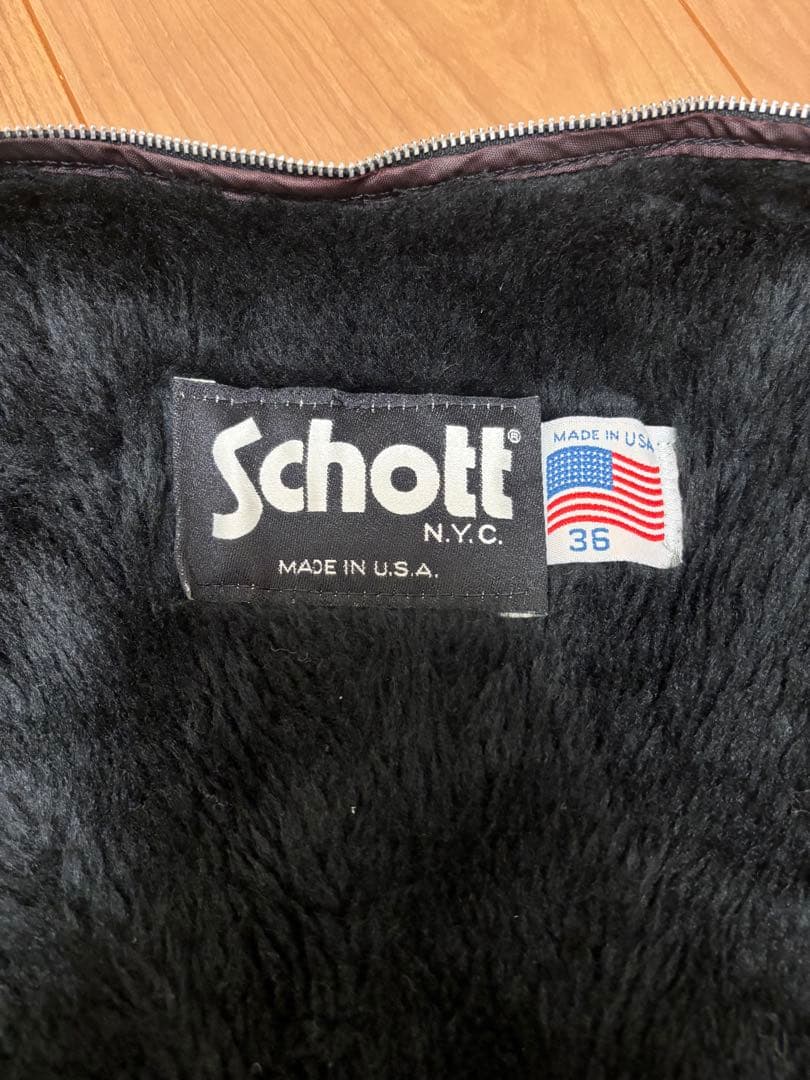 Schott®
N.Y.C.
MADE IN U.S.A.
MADE IN USA
36